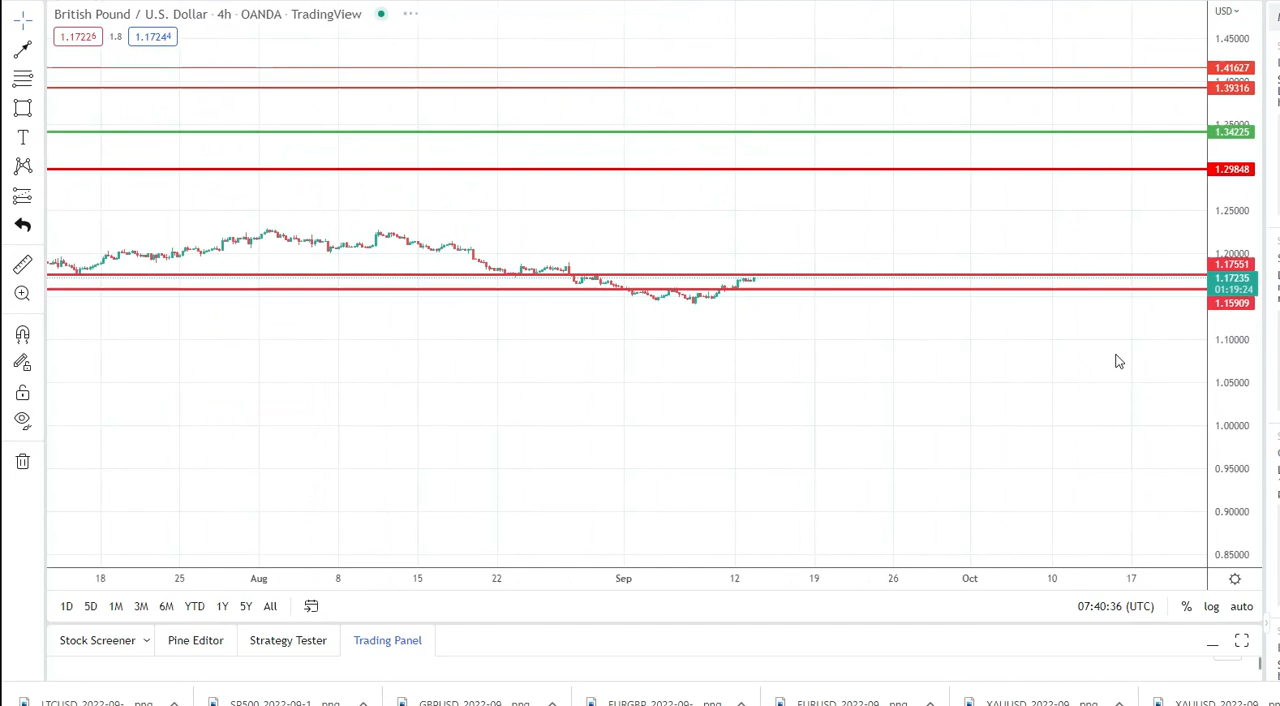 British Pound / U.S. Dollar · 4h · OANDA · TradingView
USD
1.17226 1.8 1.17244
1.45000
1.41627
1.39316
1.34225
1.29848
1.25000
1.20000
1.17551
1.17235
01:19:24
1.15909
1.10000
1.05000
1.00000
0.95000
0.90000
0.85000
18 25 Aug 8 15 22 Sep 12 19 26 Oct 10 17
1D 5D 1M 3M 6M YTD 1Y 5Y All
07:40:36 (UTC) % log auto
Stock Screener Pine Editor Strategy Tester Trading Panel